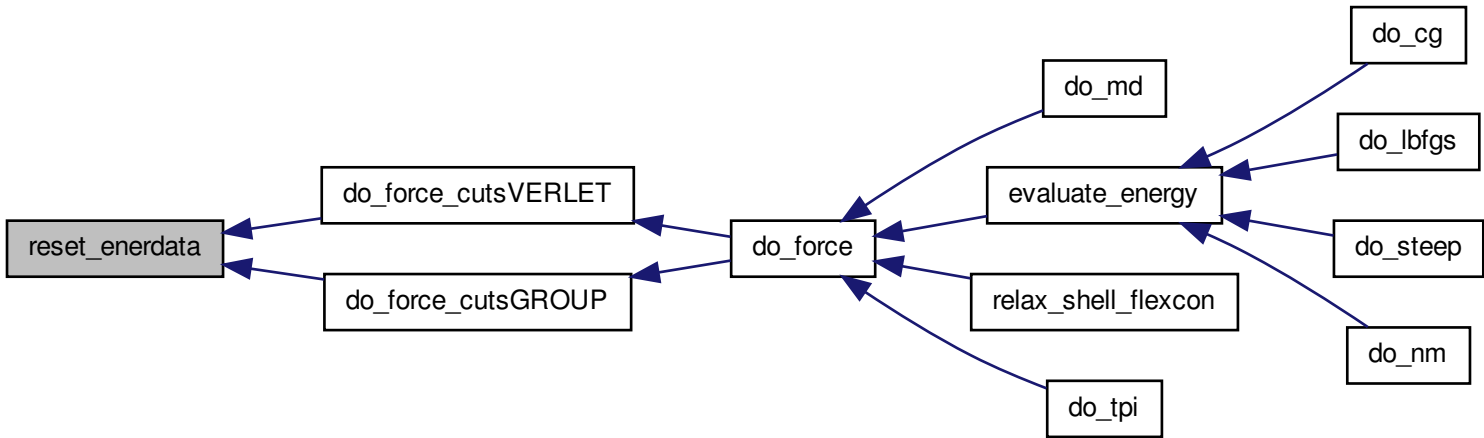 reset_enerdata
do_force_cutsVERLET
do_force_cutsGROUP
do_force
do_md
evaluate_energy
relax_shell_flexcon
do_tpi
do_cg
do_lbfgs
do_steep
do_nm